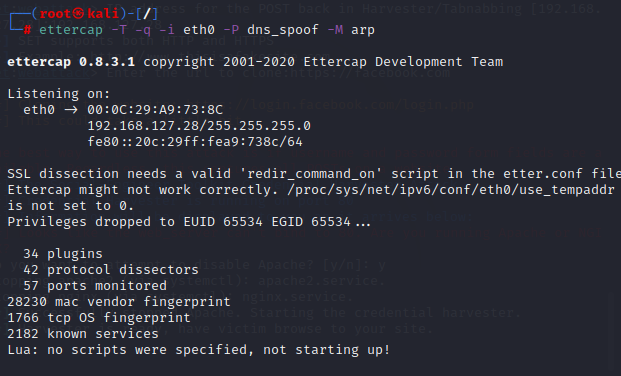 (root㉿kali)-[/]
# ettercap -T -q -i eth0 -P dns_spoof -M arp
ettercap 0.8.3.1 copyright 2001-2020 Ettercap Development Team
Listening on:
eth0 -> 00:0C:29:A9:73:8C
192.168.127.28/255.255.255.0
fe80::20c:29ff:fea9:738c/64
SSL dissection needs a valid 'redir_command_on' script in the etter.conf file
Ettercap might not work correctly. /proc/sys/net/ipv6/conf/eth0/use_tempaddr
is not set to 0.
Privileges dropped to EUID 65534 EGID 65534...
34 plugins
42 protocol dissectors
57 ports monitored
28230 mac vendor fingerprint
1766 tcp OS fingerprint
2182 known services
Lua: no scripts were specified, not starting up!